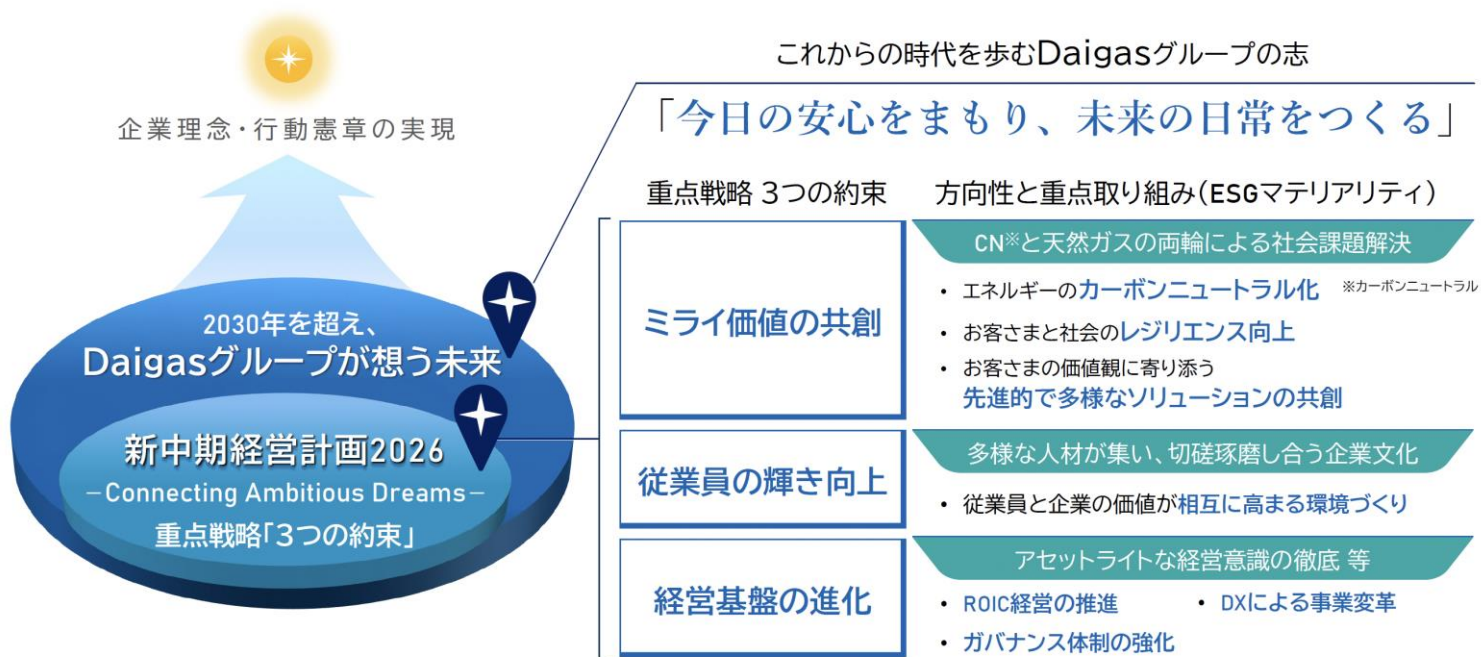 企業理念・行動憲章の実現
2030年を超え、
Daigasグループが想う未来
新中期経営計画2026
−Connecting Ambitious Dreams−
重点戦略「3つの約束」
これからの時代を歩むDaigasグループの志
「今日の安心をまもり、未来の日常をつくる」
重点戦略 3つの約束
方向性と重点取り組み(ESGマテリアリティ)
ミライ価値の共創
CN※と天然ガスの両輪による社会課題解決
・ エネルギーのカーボンニュートラル化
※カーボンニュートラル
・ お客さまと社会のレジリエンス向上
・ お客さまの価値観に寄り添う
先進的で多様なソリューションの共創
従業員の輝き向上
多様な人材が集い、切磋琢磨し合う企業文化
・ 従業員と企業の価値が相互に高まる環境づくり
経営基盤の進化
アセットライトな経営意識の徹底 等
・ ROIC経営の推進
・ DXによる事業変革
・ ガバナンス体制の強化